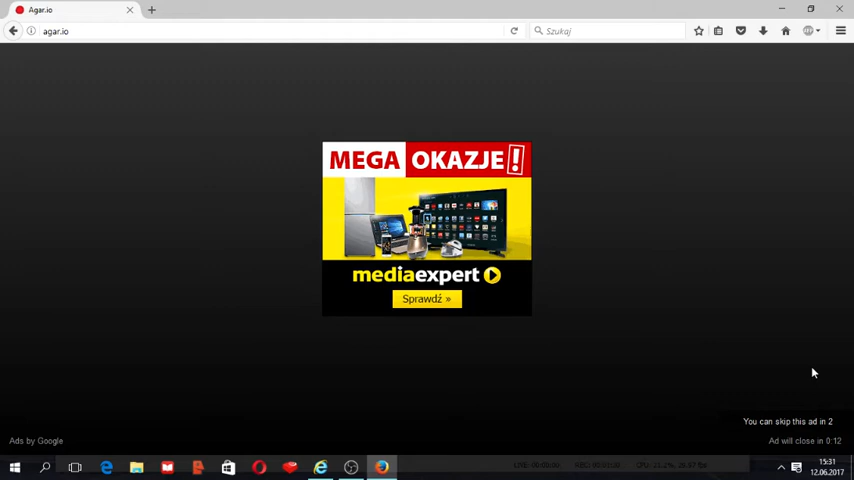 Agar.io
agar.io
Szukaj
MEGA OKAZJE!
mediaexpert
Sprawdź »
You can skip this ad in 2
Ads by Google
Ad will close in 0:12
15:31
12.06.2017